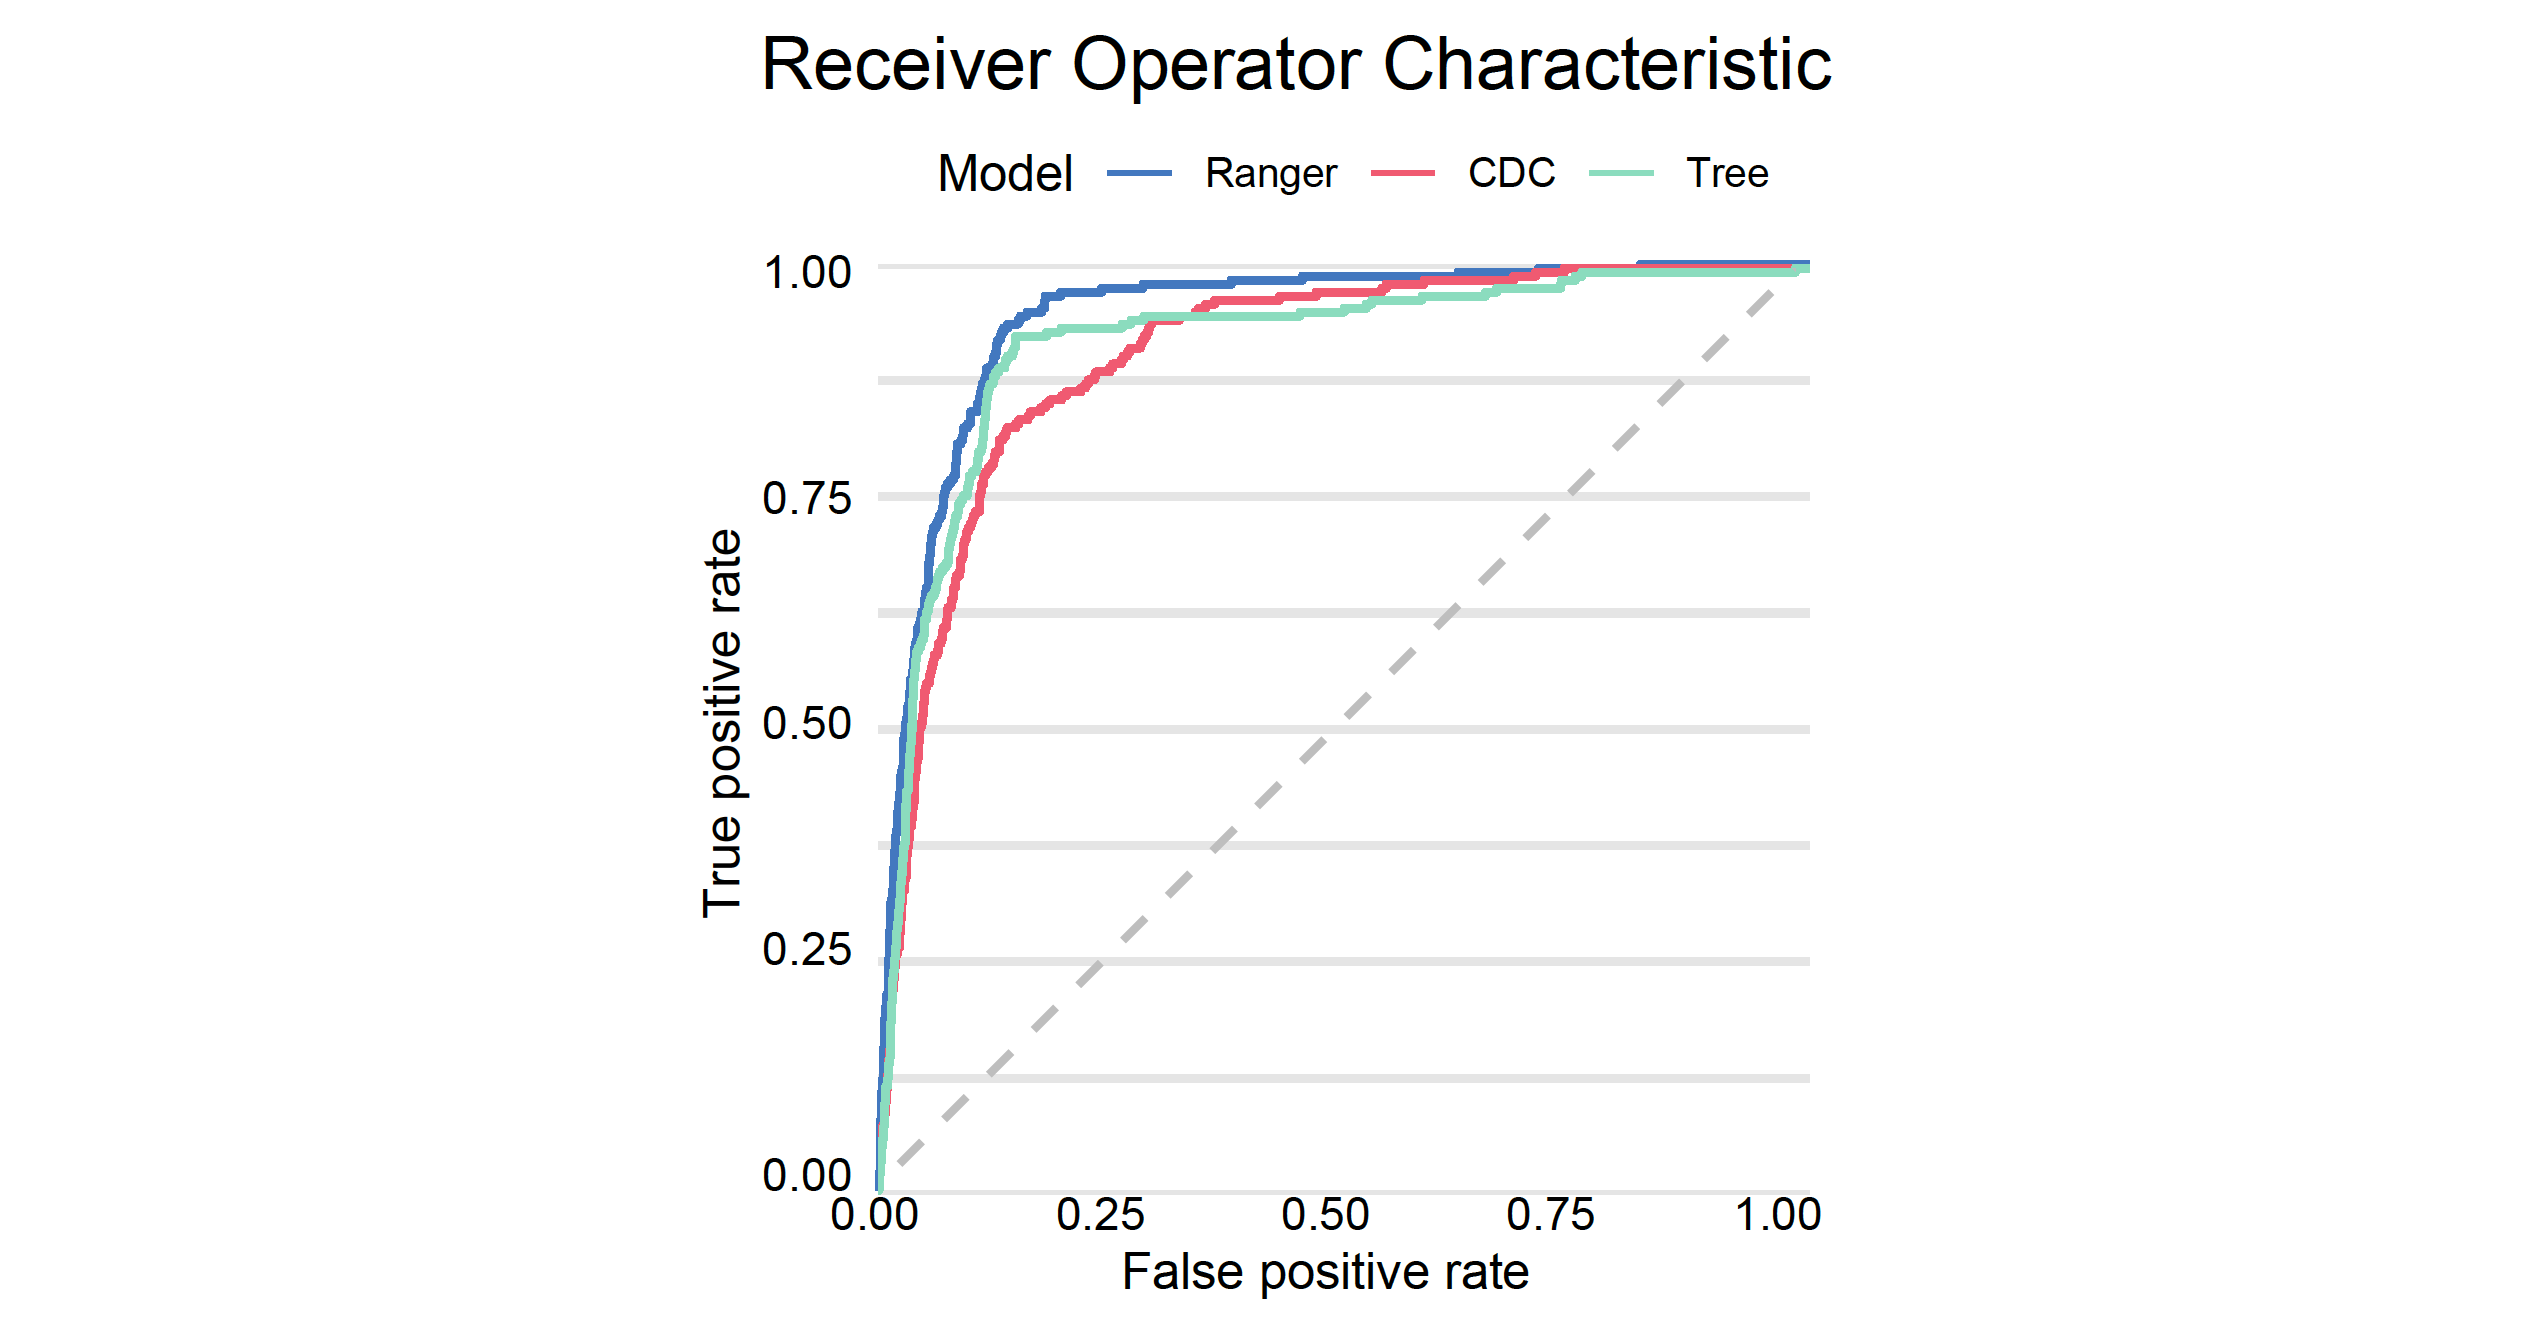 Receiver Operator Characteristic
Model Ranger CDC Tree
1.00
0.75
0.50
0.25
0.00
True positive rate
0.00 0.25 0.50 0.75 1.00
False positive rate